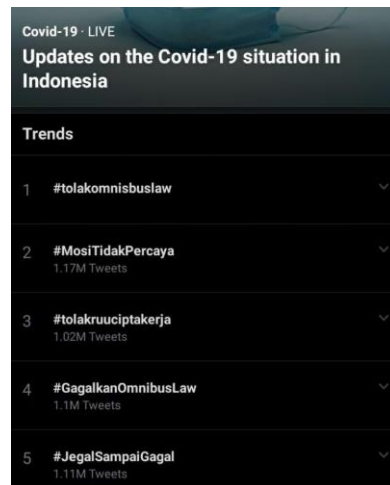 Covid-19 · LIVE
Updates on the Covid-19 situation in
Indonesia
Trends
1 #tolakomnisbuslaw
2 #MosiTidakPercaya
1.17M Tweets
3 #tolakruuciptakerja
1.02M Tweets
4 #GagalkanOmnibusLaw
1.1M Tweets
5 #JegalSampaiGagal
1.11M Tweets